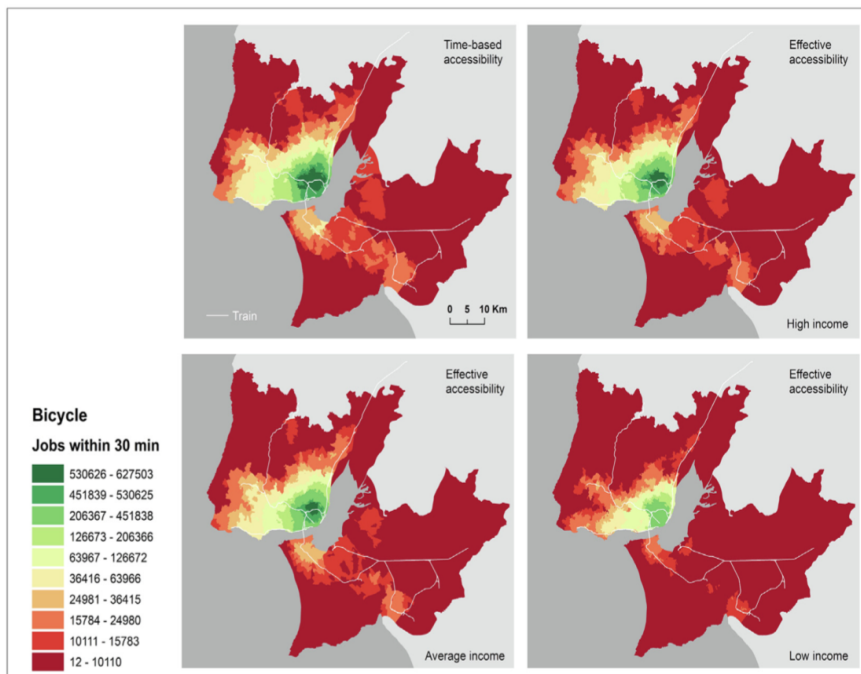 Time-based
accessibility
Effective
accessibility
Train
0 5 10 Km
High income
Effective
accessibility
Effective
accessibility
Bicycle
Jobs within 30 min
530626 - 627503
451839 - 530625
206367 - 451838
126673 - 206366
63967 - 126672
36416 - 63966
24981 - 36415
15784 - 24980
10111 - 15783
12 - 10110
Average income
Low income